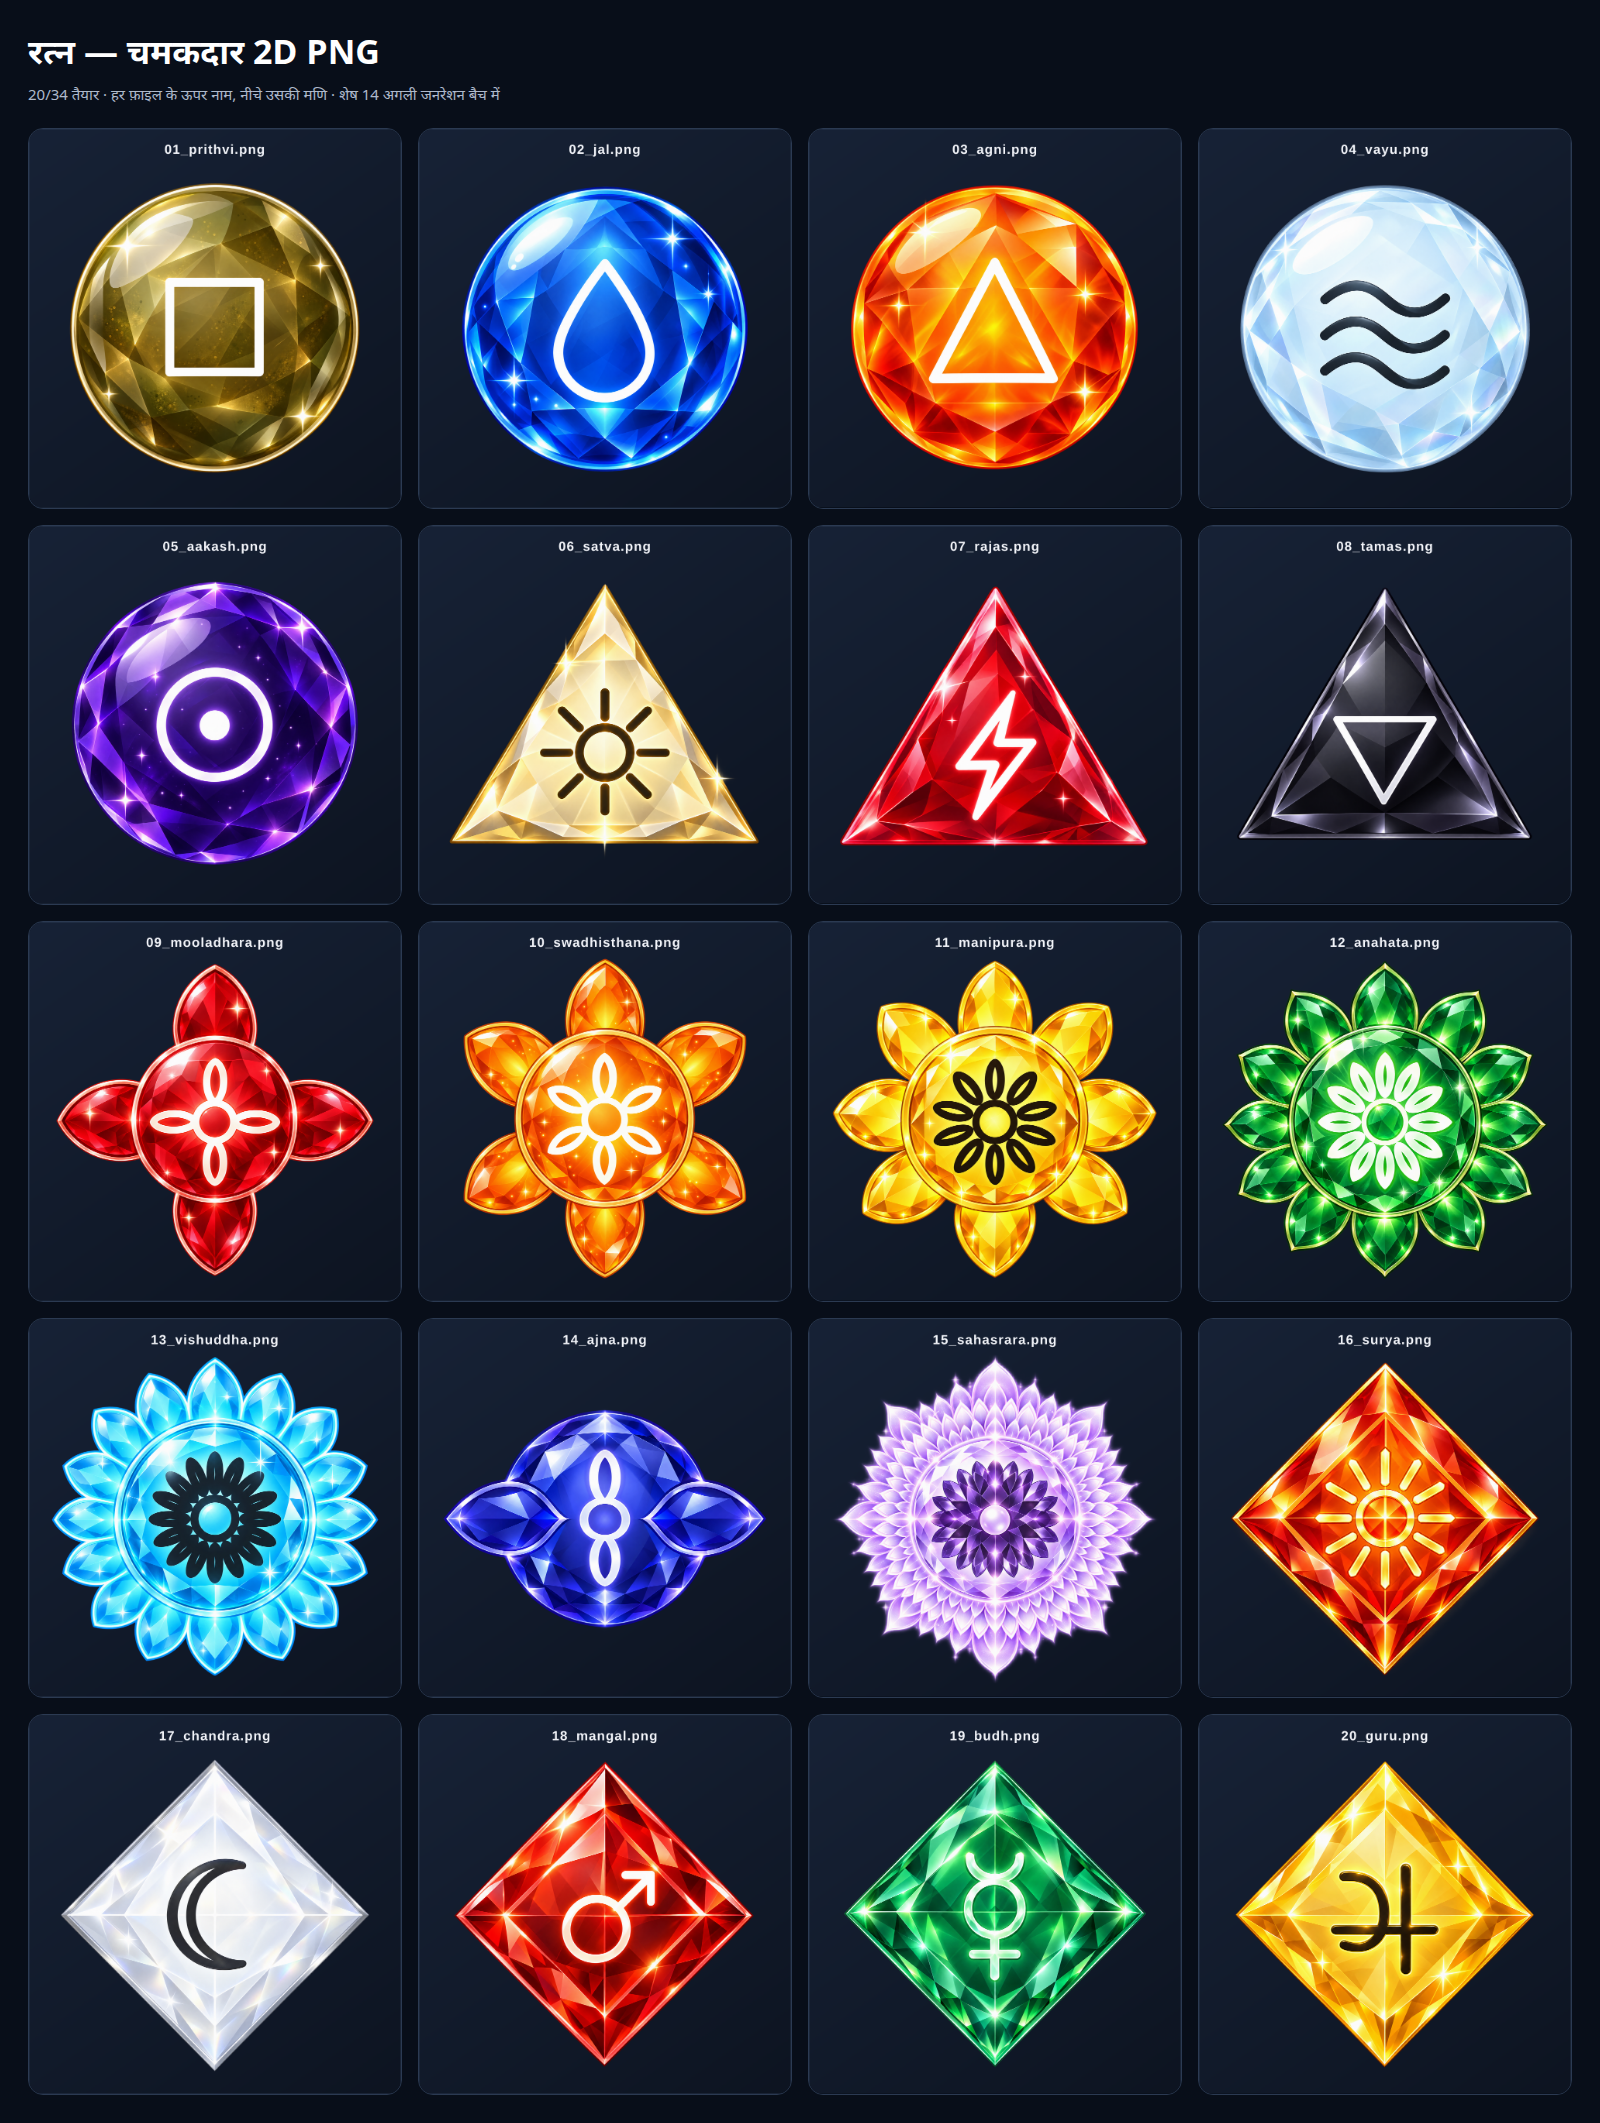 रत्न — चमकदार 2D PNG
20/34 तैयार · हर फ़ाइल के ऊपर नाम, नीचे उसकी मणि · शेष 14 अगली जनरेशन बैच में
01_prithvi.png
02_jal.png
03_agni.png
04_vayu.png
05_aakash.png
06_satva.png
07_rajas.png
08_tamas.png
09_mooladhara.png
10_swadhisthana.png
11_manipura.png
12_anahata.png
13_vishuddha.png
14_ajna.png
15_sahasrara.png
16_surya.png
17_chandra.png
18_mangal.png
19_budh.png
20_guru.png